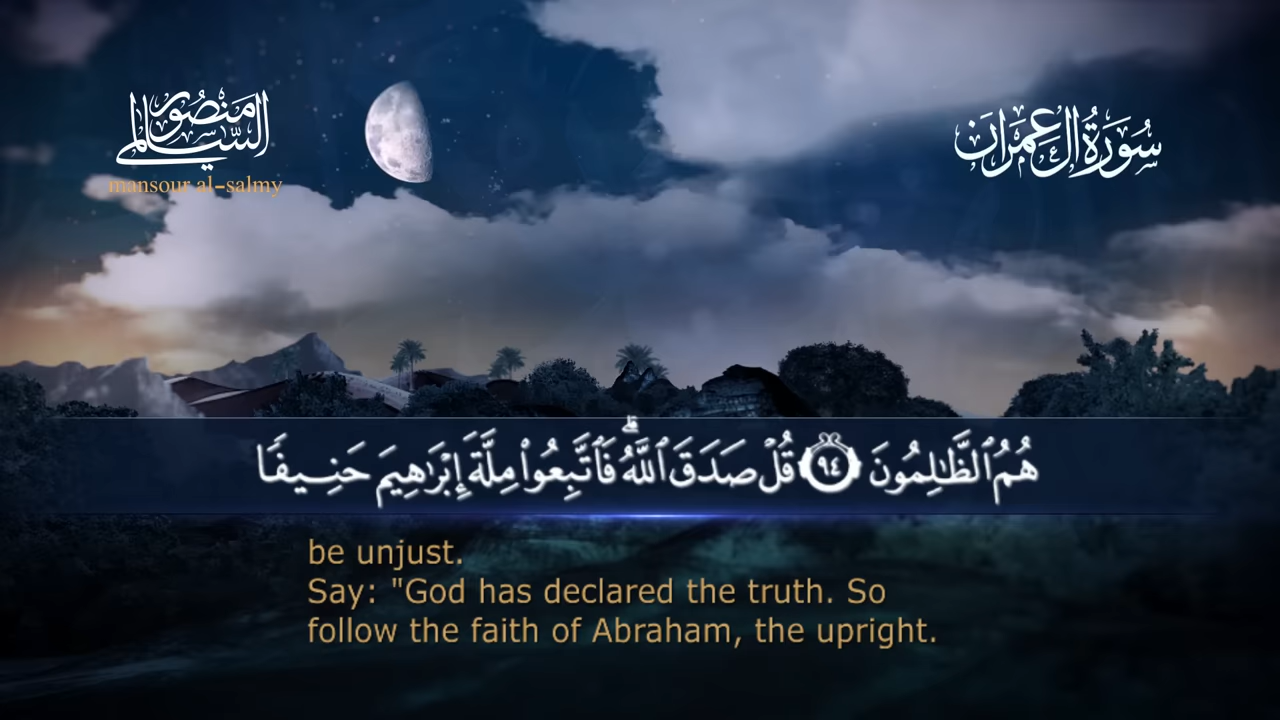 منصور السالمي
mansour al-salmy
سُورَةُ آلِ عِمْرَان
هُمُ ٱلظَّـٰلِمُونَ ٩٤ قُلْ صَدَقَ ٱللَّهُ ۗ فَٱتَّبِعُوا۟ مِلَّةَ إِبْرَٰهِيمَ حَنِيفًا
be unjust.
Say: "God has declared the truth. So
follow the faith of Abraham, the upright.